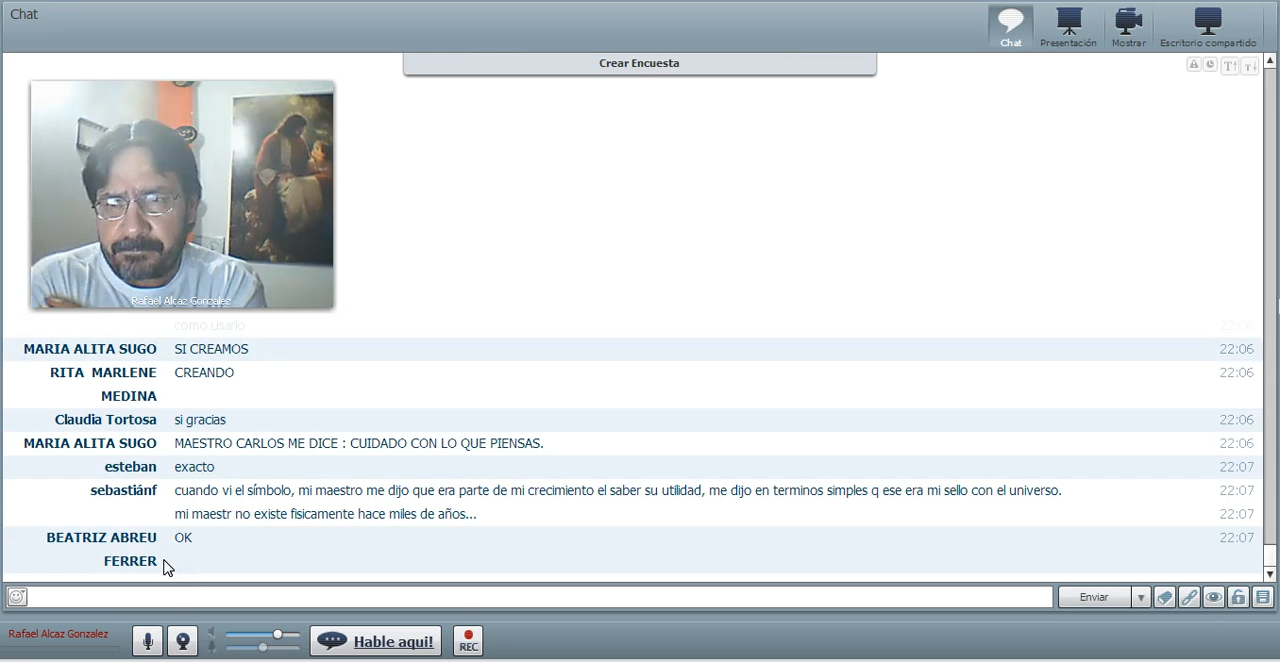 Chat
Chat
Presentación
Mostrar
Escritorio compartido
Crear Encuesta
T↑ T↓
Rafael Alcaz Gonzalez
como usarlo 22:06
MARIA ALITA SUGO SI CREAMOS 22:06
RITA MARLENE CREANDO 22:06
MEDINA
Claudia Tortosa si gracias 22:06
MARIA ALITA SUGO MAESTRO CARLOS ME DICE : CUIDADO CON LO QUE PIENSAS. 22:06
esteban exacto 22:07
sebastiánf cuando vi el símbolo, mi maestro me dijo que era parte de mi crecimiento el saber su utilidad, me dijo en terminos simples q ese era mi sello con el universo. 22:07
mi maestr no existe fisicamente hace miles de años... 22:07
BEATRIZ ABREU OK 22:07
FERRER
Enviar
Rafael Alcaz Gonzalez
Hable aqui!
REC